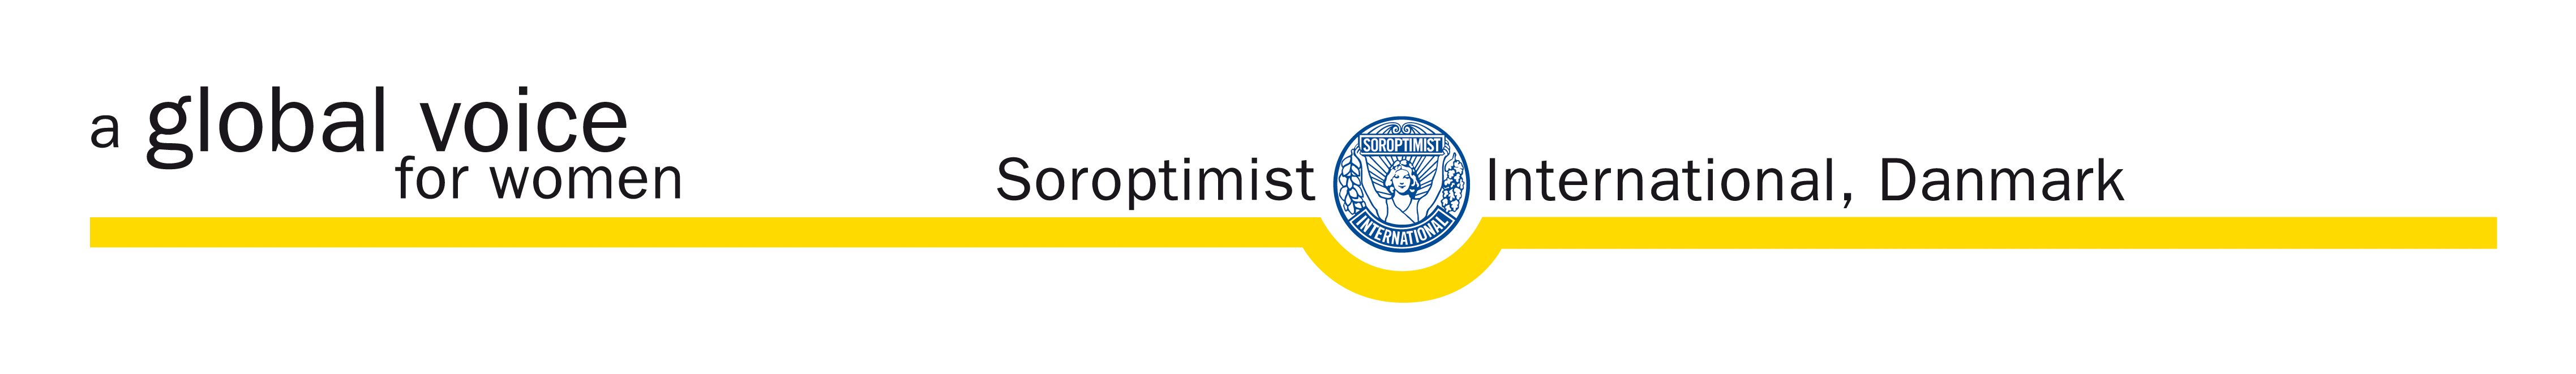 a global voice
for women
Soroptimist International, Danmark
SOROPTIMIST
INTERNATIONAL